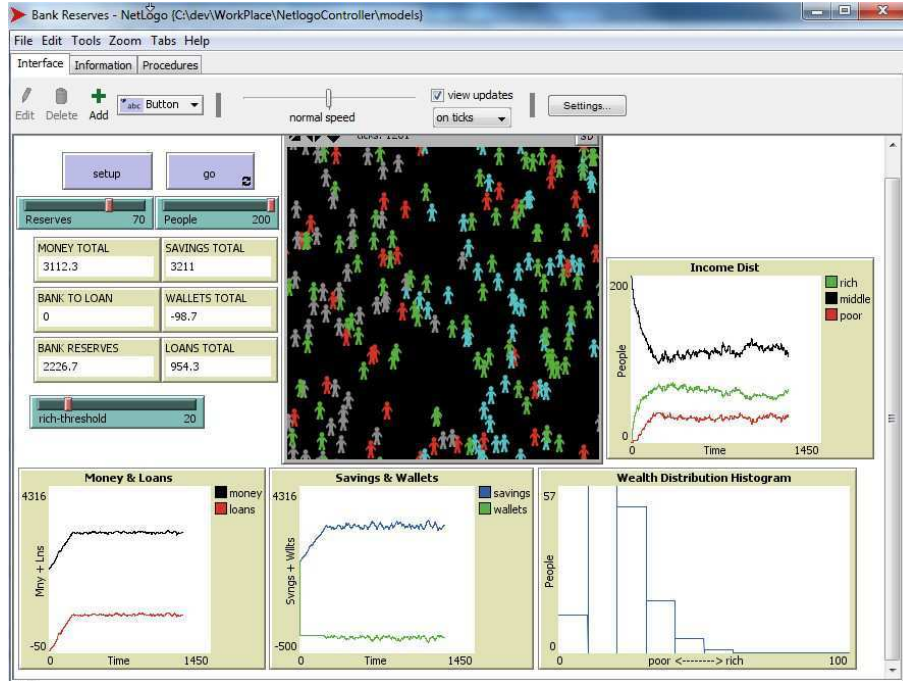 Bank Reserves - NetLogo {C:\dev\WorkPlace\NetlogoController\models}
File Edit Tools Zoom Tabs Help
Interface Information Procedures
Edit Delete Add abc Button normal speed view updates on ticks Settings...
ticks: 1261 3D
setup go
Reserves 70 People 200
MONEY TOTAL SAVINGS TOTAL
3112.3 3211
BANK TO LOAN WALLETS TOTAL
0 -98.7
BANK RESERVES LOANS TOTAL
2226.7 954.3
rich-threshold 20
Income Dist
200
People
0
0 Time 1450
rich
middle
poor
Money & Loans
4316
Mny + Lns
-50
0 Time 1450
money
loans
Savings & Wallets
4316
Svngs + Wllts
-500
0 Time 1450
savings
wallets
Wealth Distribution Histogram
57
People
0
0 poor <--------> rich 100